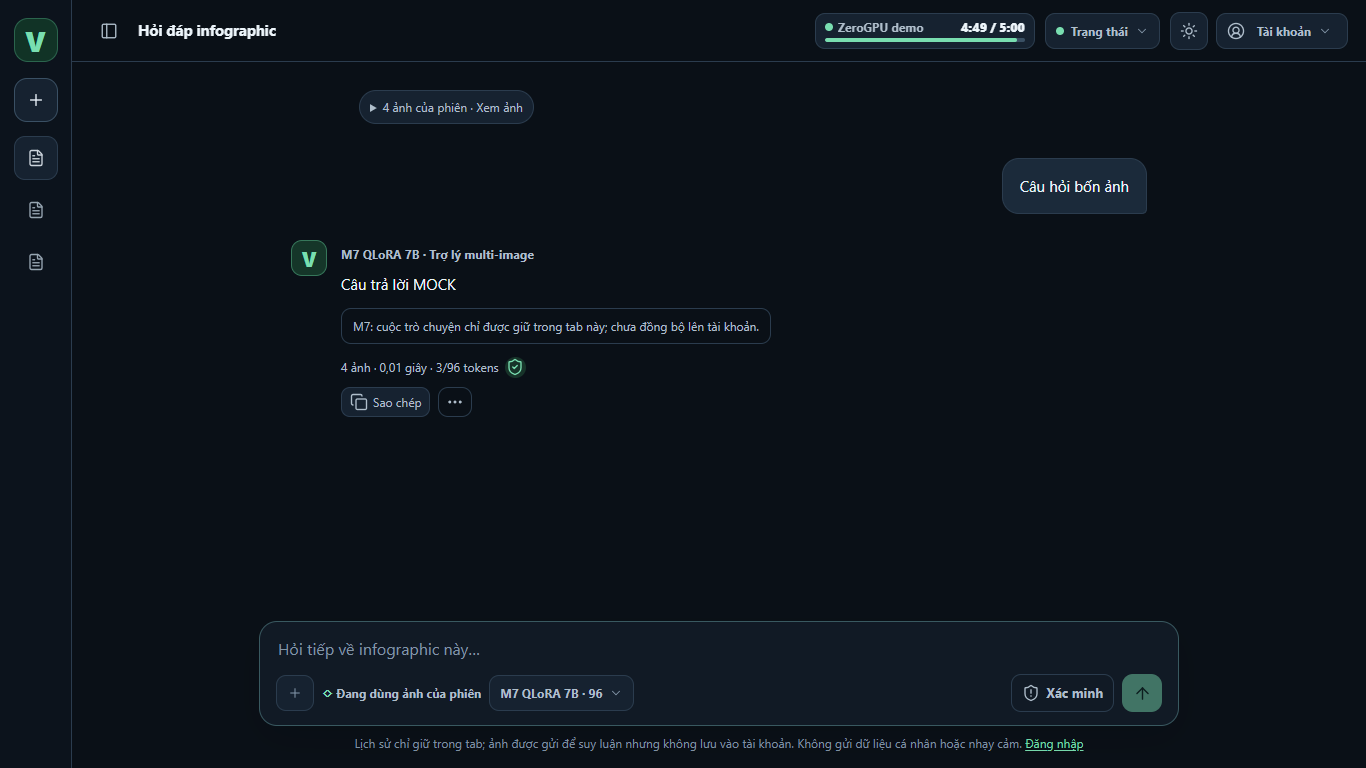 V
Hỏi đáp infographic
ZeroGPU demo 4:49 / 5:00
Trạng thái
Tài khoản
4 ảnh của phiên · Xem ảnh
Câu hỏi bốn ảnh
V
M7 QLoRA 7B · Trợ lý multi-image
Câu trả lời MOCK
M7: cuộc trò chuyện chỉ được giữ trong tab này; chưa đồng bộ lên tài khoản.
4 ảnh · 0,01 giây · 3/96 tokens
Sao chép
Hỏi tiếp về infographic này...
Đang dùng ảnh của phiên
M7 QLoRA 7B · 96
Xác minh
Lịch sử chỉ giữ trong tab; ảnh được gửi để suy luận nhưng không lưu vào tài khoản. Không gửi dữ liệu cá nhân hoặc nhạy cảm. Đăng nhập